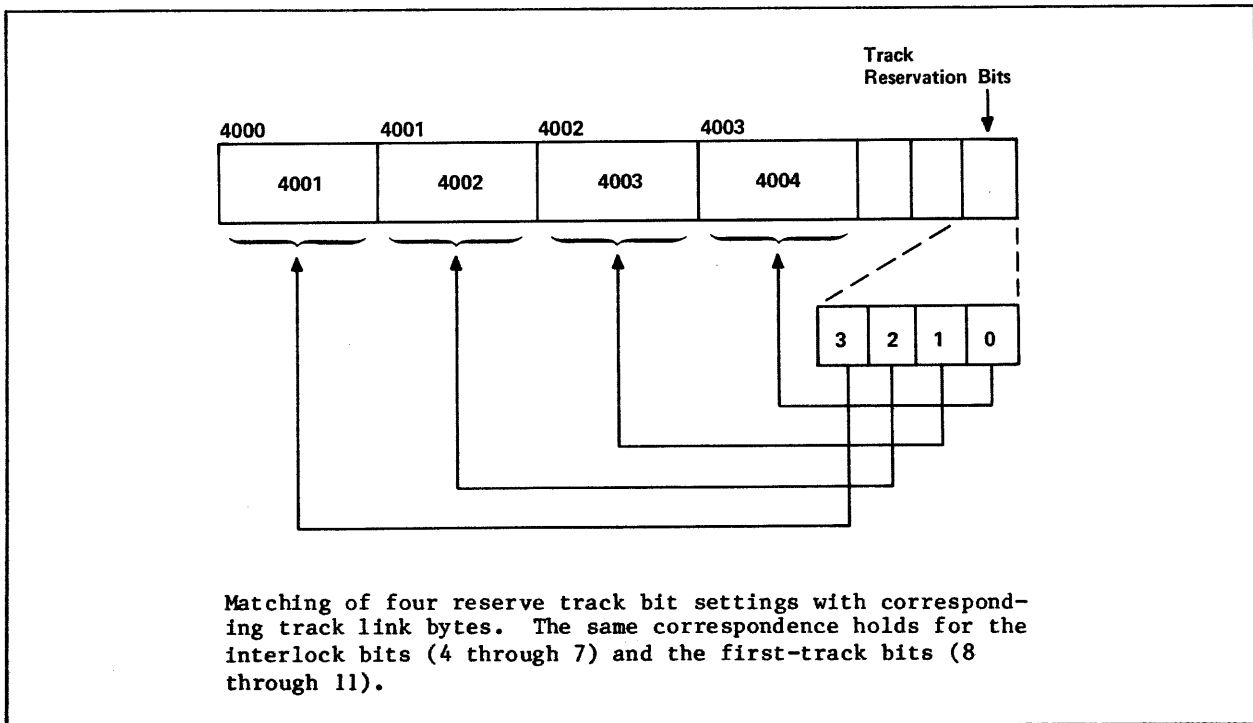 Track
Reservation Bits
4000 4001 4002 4003
4001 4002 4003 4004
3 2 1 0
Matching of four reserve track bit settings with correspond-
ing track link bytes. The same correspondence holds for the
interlock bits (4 through 7) and the first-track bits (8
through 11).